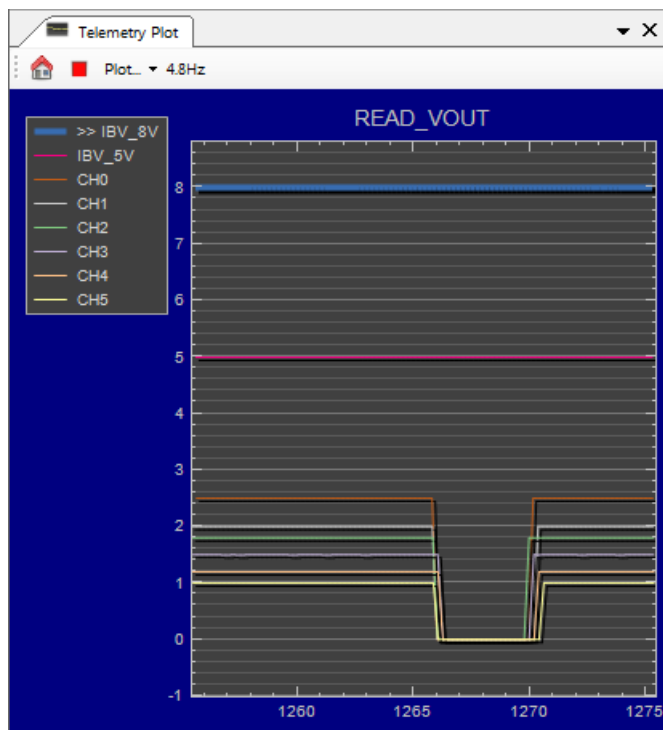 Telemetry Plot
Plot... 4.8Hz
READ_VOUT
>> IBV_8V
IBV_5V
CH0
CH1
CH2
CH3
CH4
CH5
8
7
6
5
4
3
2
1
0
-1
1260 1265 1270 1275